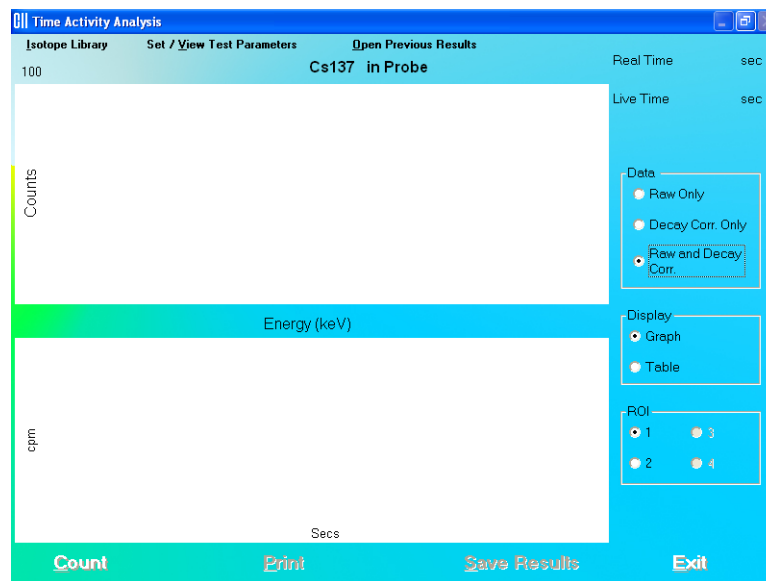 CII Time Activity Analysis
Isotope Library Set / View Test Parameters Open Previous Results
Cs137 in Probe
100
Real Time sec
Live Time sec
Counts
Energy (keV)
cpm
Secs
Data
Raw Only
Decay Corr. Only
Raw and Decay
Corr.
Display
Graph
Table
ROI
1 3
2 4
Count Print Save Results Exit